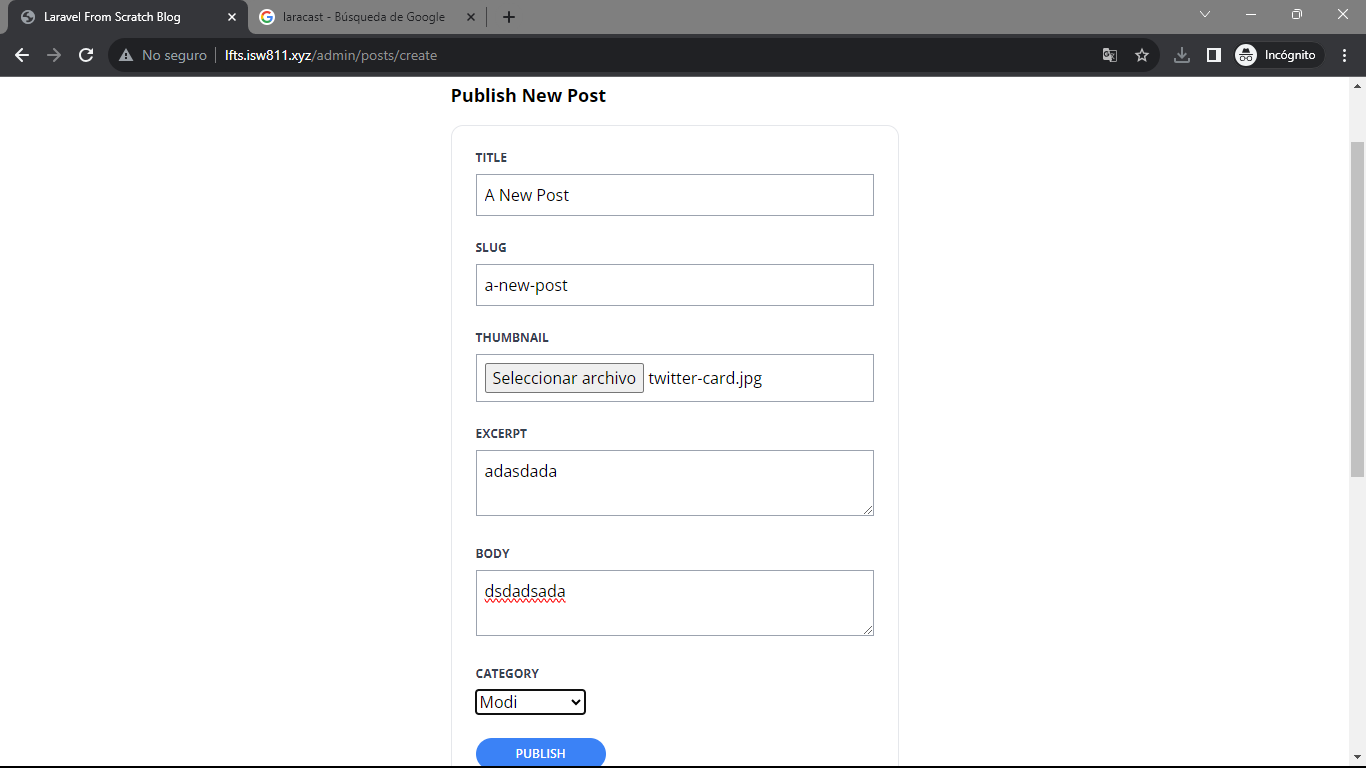 Laravel From Scratch Blog
laracast - Búsqueda de Google
No seguro
lfts.isw811.xyz/admin/posts/create
Incógnito
Publish New Post
TITLE
A New Post
SLUG
a-new-post
THUMBNAIL
Seleccionar archivo twitter-card.jpg
EXCERPT
adasdada
BODY
dsdadsada
CATEGORY
Modi
PUBLISH